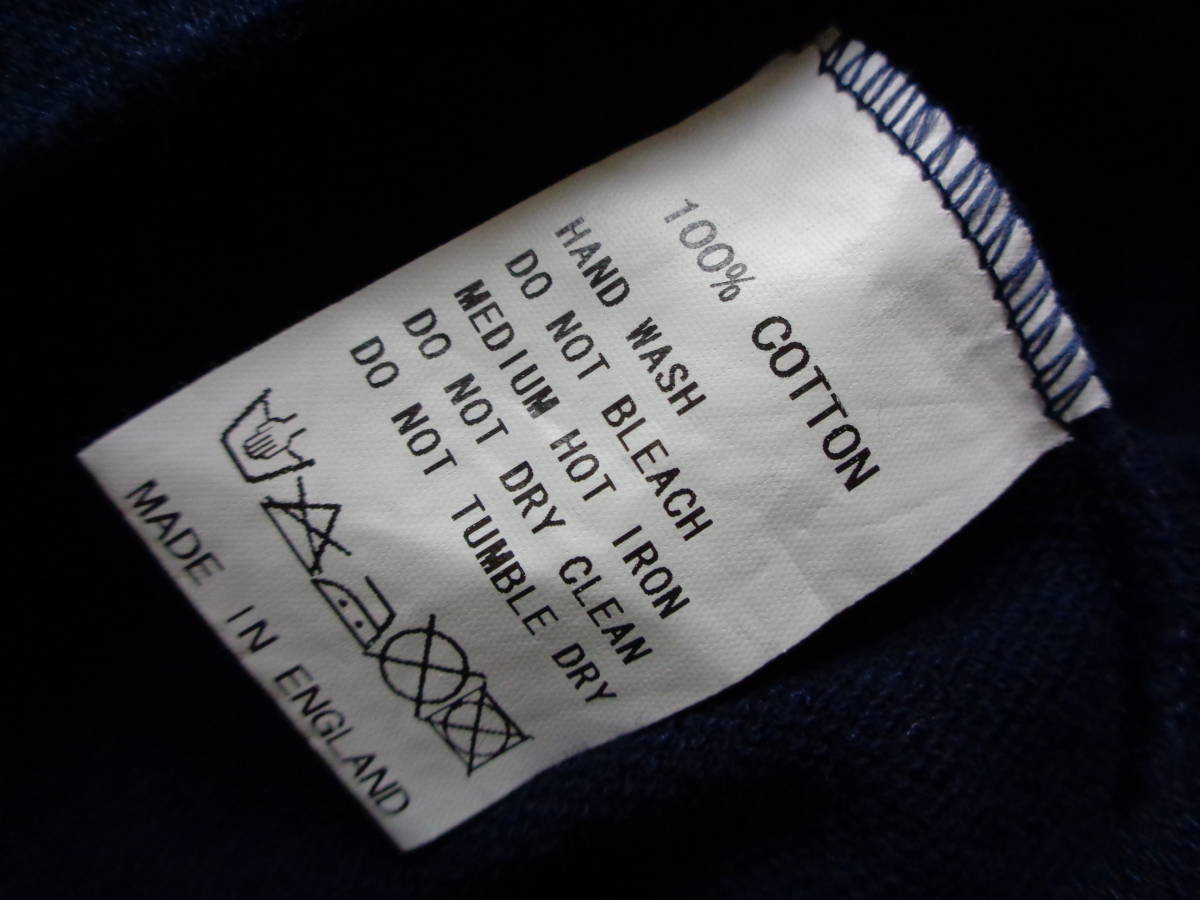 100% COTTON
HAND WASH
DO NOT BLEACH
MEDIUM HOT IRON
DO NOT DRY CLEAN
DO NOT TUMBLE DRY
MADE IN ENGLAND